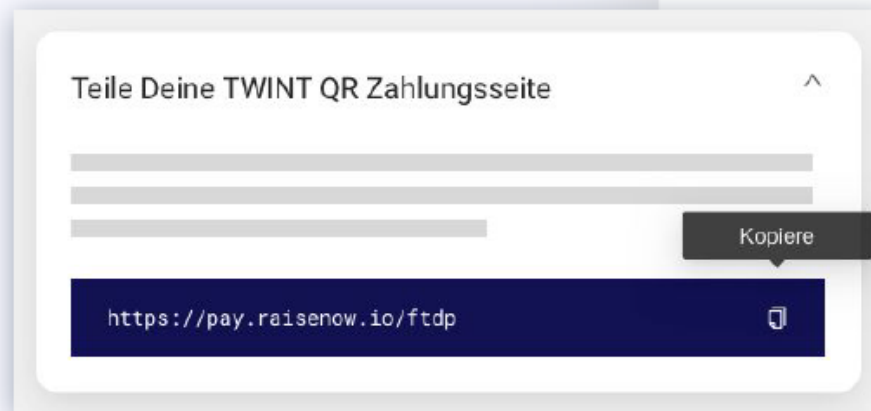 Teile Deine TWINT QR Zahlungsseite
Kopiere
https://pay.raisenow.io/ftdp